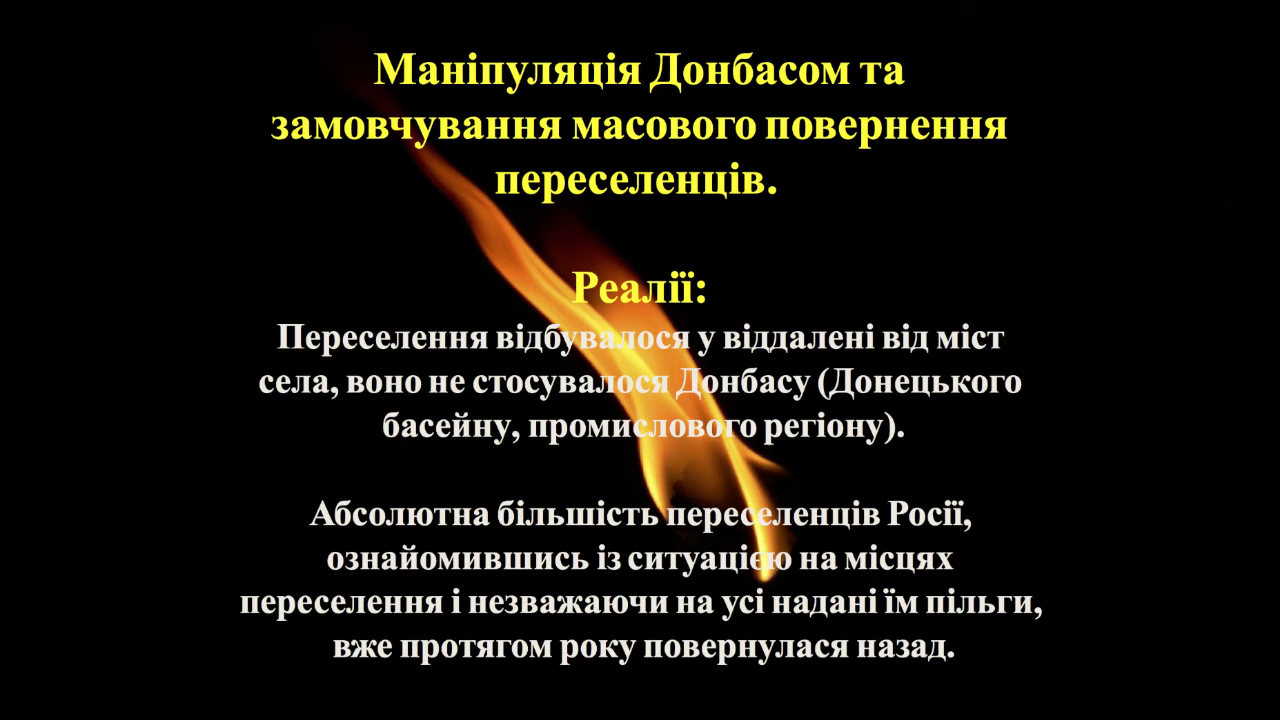 Маніпуляція Донбасом та
замовчування масового повернення
переселенців.
Реалії:
Переселення відбувалося у віддалені від міст
села, воно не стосувалося Донбасу (Донецького
басейну, промислового регіону).
Абсолютна більшість переселенців Росії,
ознайомившись із ситуацією на місцях
переселення і незважаючи на усі надані їм пільги,
вже протягом року повернулася назад.